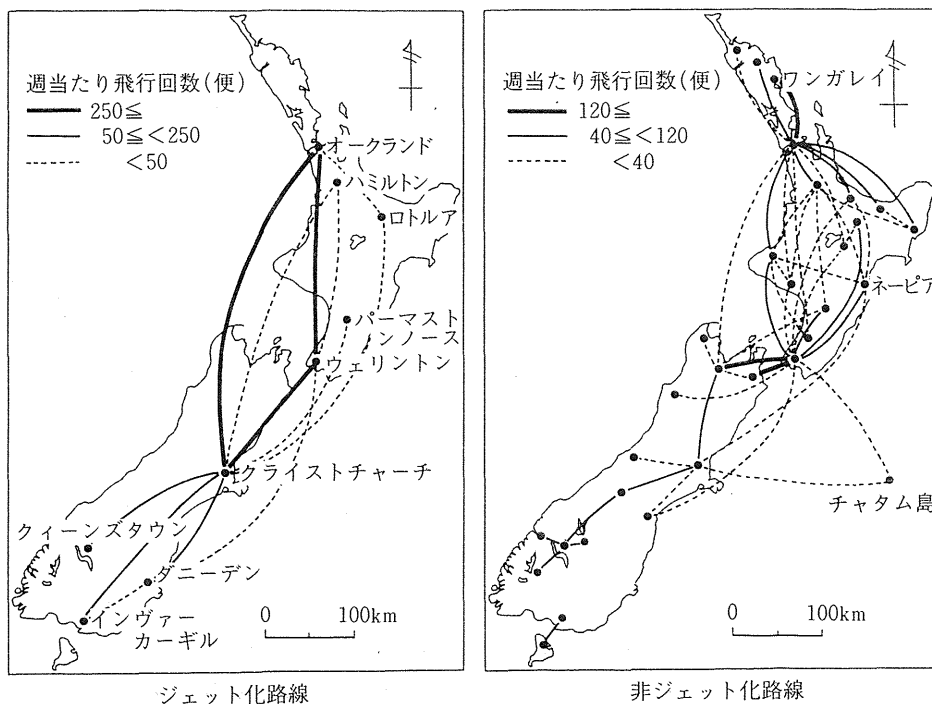 週当たり飛行回数(便)
250≦
50≦<250
<50
オークランド
ハミルトン
ロトルア
パーマスト
ンノース
ウェリントン
クライストチャーチ
クィーンズタウン
ダニーデン
インヴァー
カーギル
0 100km
ジェット化路線
週当たり飛行回数(便)
120≦
40≦<120
<40
ワンガレイ
ネーピア
チャタム島
0 100km
非ジェット化路線